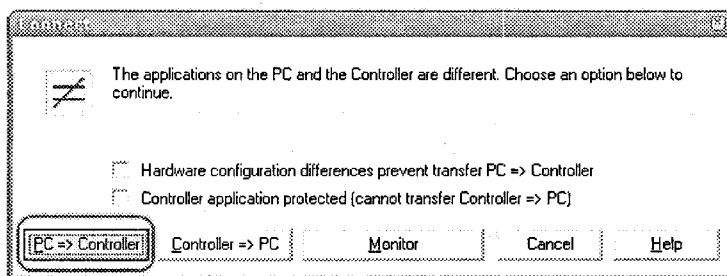 Connect
The applications on the PC and the Controller are different. Choose an option below to
continue.
Hardware configuration differences prevent transfer PC => Controller
Controller application protected (cannot transfer Controller => PC)
PC => Controller Controller => PC Monitor Cancel Help